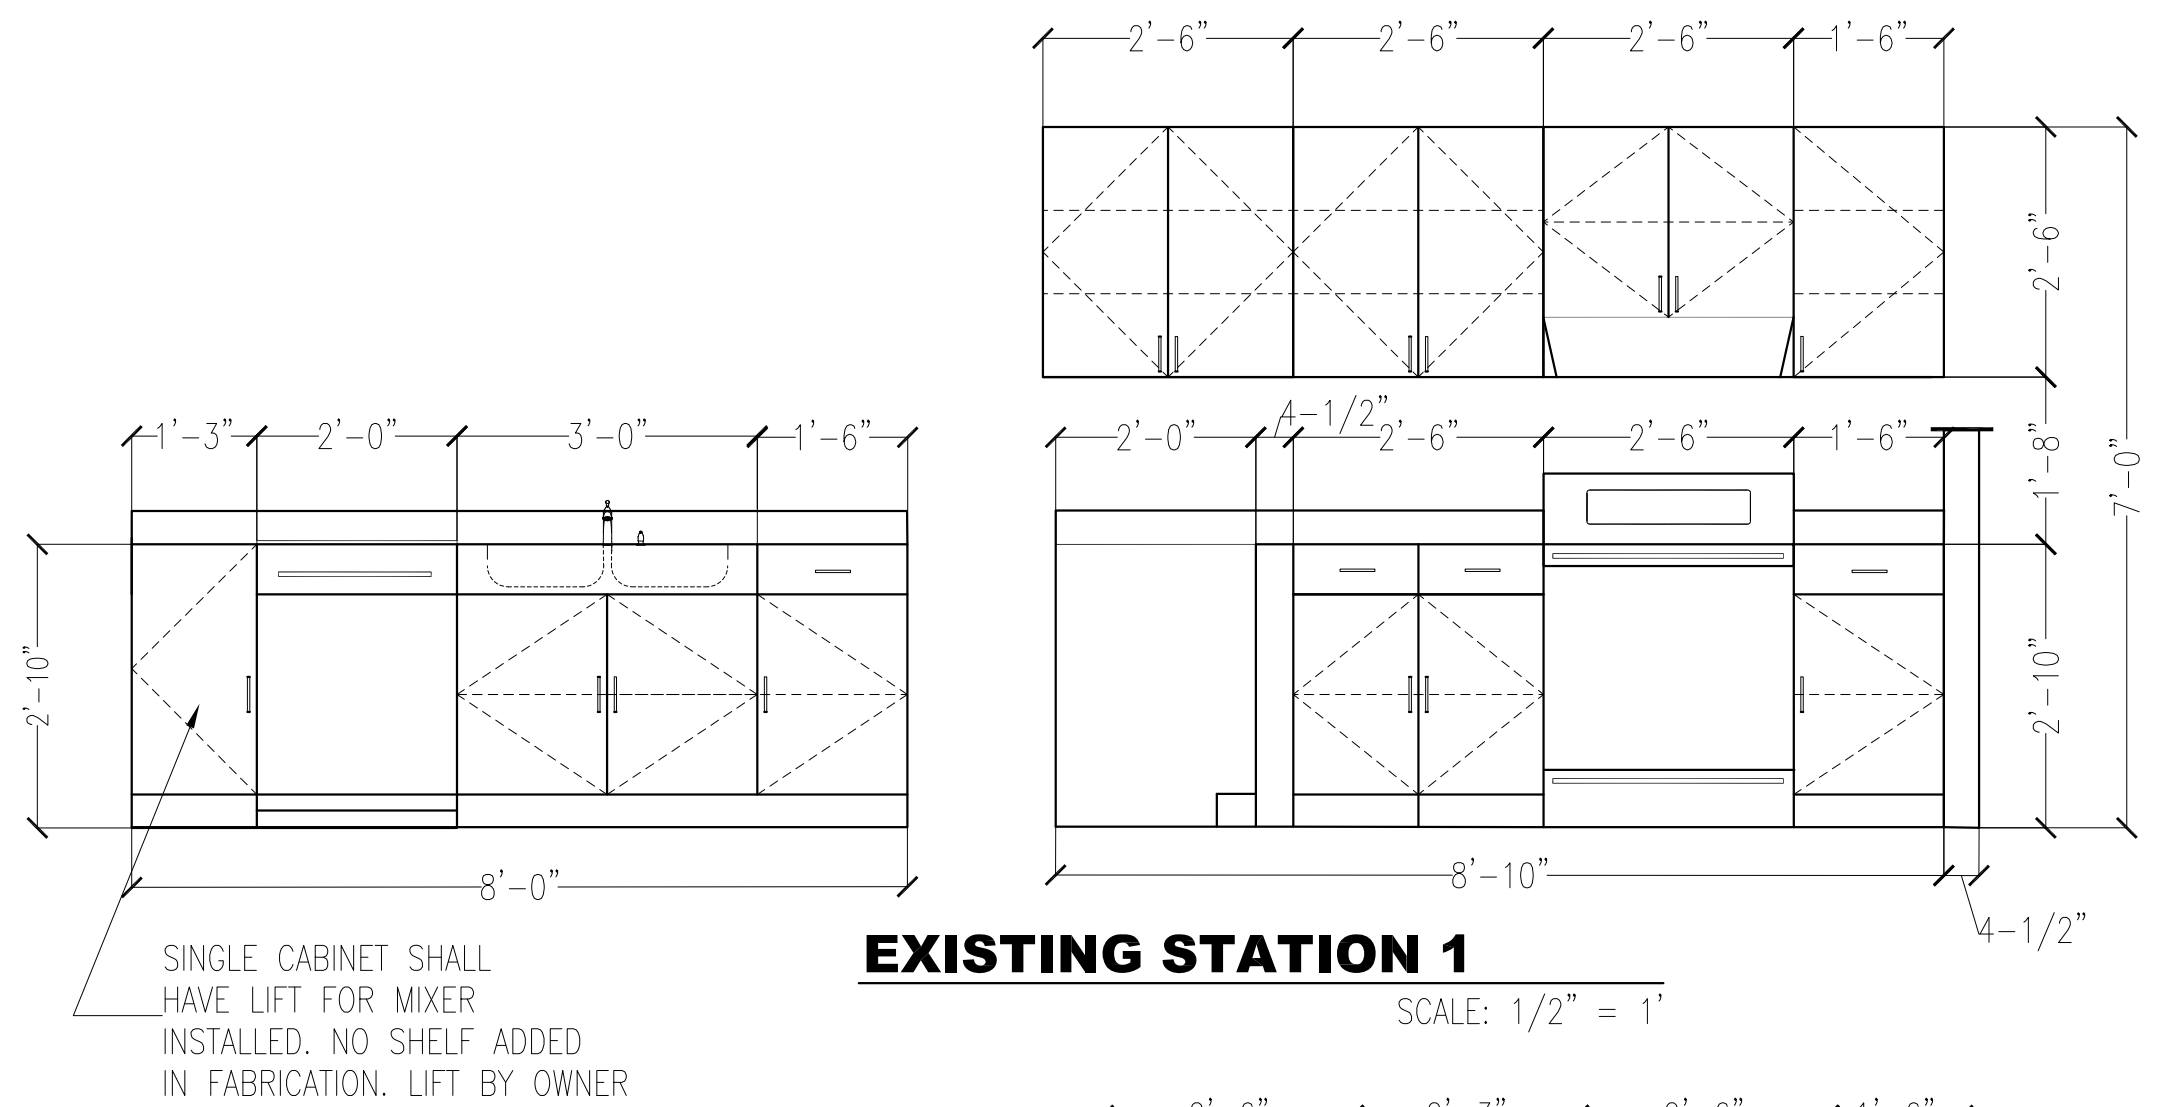 2'-6" 2'-6" 2'-6" 1'-6"
2'-6"
1'-8"
7'-0"
2'-10"
1'-3" 2'-0" 3'-0" 1'-6"
2'-10"
8'-0"
2'-0" 4-1/2" 2'-6" 2'-6" 1'-6"
8'-10"
4-1/2"
SINGLE CABINET SHALL
HAVE LIFT FOR MIXER
INSTALLED. NO SHELF ADDED
IN FABRICATION. LIFT BY OWNER
EXISTING STATION 1
SCALE: 1/2" = 1'